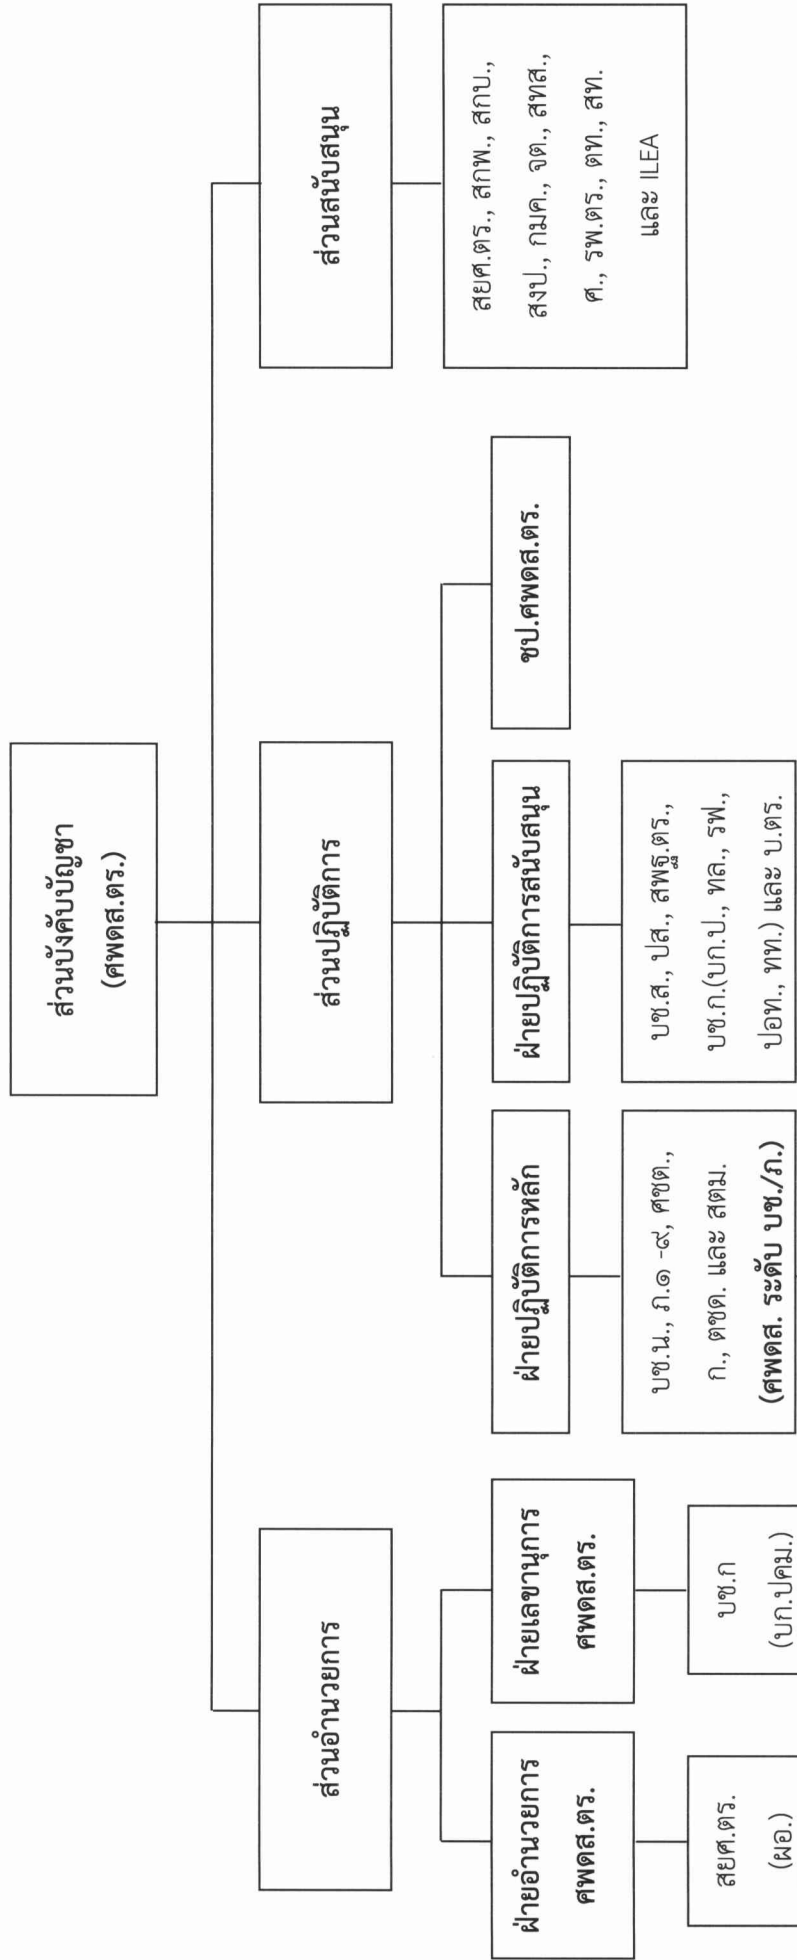 ส่วนบังคับบัญชา
(ศพดส.ตร.)
ส่วนอำนวยการ
ส่วนปฏิบัติการ
ส่วนสนับสนุน
ฝ่ายอำนวยการ
ศพดส.ตร.
ฝ่ายเลขานุการ
ศพดส.ตร.
ฝ่ายปฏิบัติการหลัก
ฝ่ายปฏิบัติการสนับสนุน
ชป.ศพดส.ตร.
สยศ.ตร., สกพ., สกบ.,
สงป., กมค., จต., สทส.,
ศ., รพ.ตร., ตท., สท.
และ ILEA
สยศ.ตร.
(ผอ.)
บช.ก
(บก.ปคม.)
บช.น., ภ.๑ -๙, ศชต.,
ก., ตชด. และ สตม.
(ศพดส. ระดับ บช./ภ.)
บช.ส., ปส., สพฐ.ตร.,
บช.ก.(บก.ป., ทล., รฟ.,
ปอท., ทท.) และ บ.ตร.